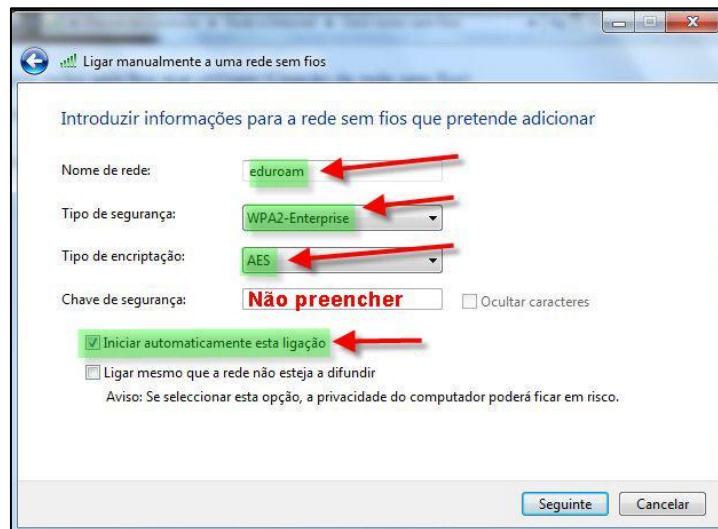 Ligar manualmente a uma rede sem fios
Introduzir informações para a rede sem fios que pretende adicionar
Nome de rede: eduroam
Tipo de segurança: WPA2-Enterprise
Tipo de encriptação: AES
Chave de segurança: Não preencher Ocultar caracteres
Iniciar automaticamente esta ligação
Ligar mesmo que a rede não esteja a difundir
Aviso: Se seleccionar esta opção, a privacidade do computador poderá ficar em risco.
Seguinte Cancelar